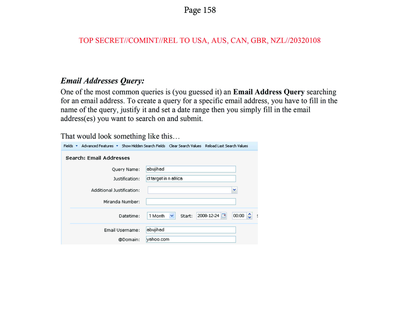 Page 158
TOP SECRET//COMINT//REL TO USA, AUS, CAN, GBR, NZL//20320108
Email Addresses Query:
One of the most common queries is (you guessed it) an Email Address Query searching
for an email address. To create a query for a specific email address, you have to fill in the
name of the query, justify it and set a date range then you simply fill in the email
address(es) you want to search on and submit.
That would look something like this…
Fields Advanced Features Show Hidden Search Fields Clear Search Values Reload Last Search Values
Search: Email Addresses
Query Name: abujihad
Justification: ct target in n africa
Additional Justification:
Miranda Number:
Datetime: 1 Month Start: 2008-12-24 00:00
Email Username: abujihad
@Domain: yahoo.com